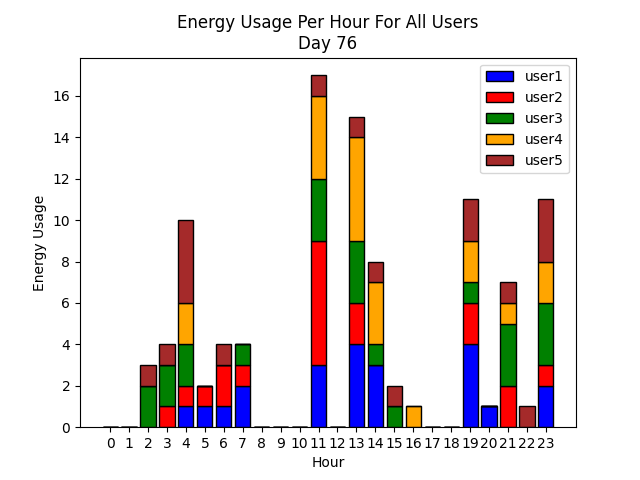 Energy Usage Per Hour For All Users
Day 76
user1
user2
user3
user4
user5
Energy Usage
16
14
12
10
8
6
4
2
0
0 1 2 3 4 5 6 7 8 9 10 11 12 13 14 15 16 17 18 19 20 21 22 23
Hour